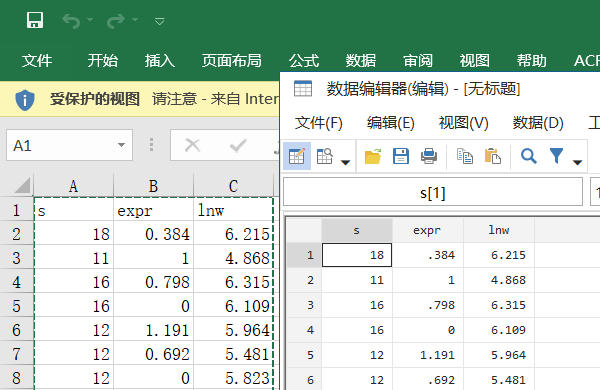 文件 开始 插入 页面布局 公式 数据 审阅 视图 帮助 ACR
受保护的视图 请注意 - 来自 Inter
A1
A B C
1 s expr lnw
2 18 0.384 6.215
3 11 1 4.868
4 16 0.798 6.315
5 16 0 6.109
6 12 1.191 5.964
7 12 0.692 5.481
8 12 0 5.823
数据编辑器(编辑) - [无标题]
文件(F) 编辑(E) 视图(V) 数据(D) 工
s[1] 1
s expr lnw
1 18 .384 6.215
2 11 1 4.868
3 16 .798 6.315
4 16 0 6.109
5 12 1.191 5.964
6 12 .692 5.481